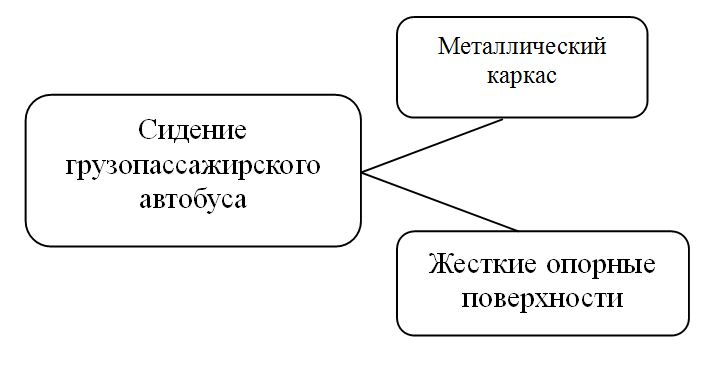 Металлический
каркас
Сидение
грузопассажирского
автобуса
Жесткие опорные
поверхности